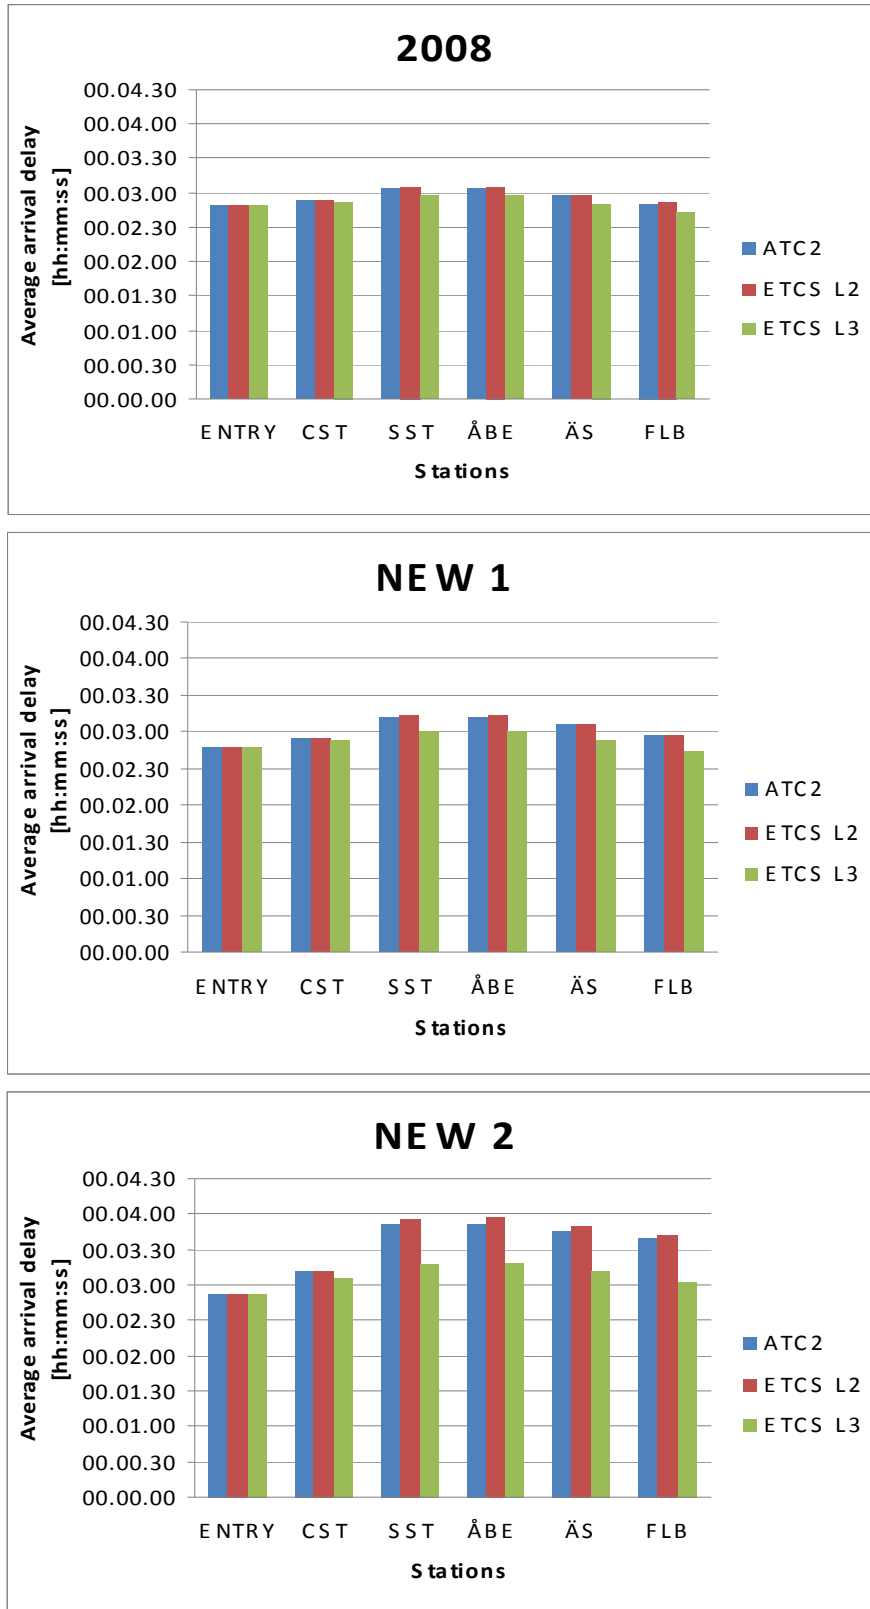 2008
Average arrival delay
[hh:mm:ss]
00.04.30
00.04.00
00.03.30
00.03.00
00.02.30
00.02.00
00.01.30
00.01.00
00.00.30
00.00.00
ENTRY CST SST ÅBE ÄS FLB
Stations
ATC2
ETCS L2
ETCS L3
NEW 1
Average arrival delay
[hh:mm:ss]
00.04.30
00.04.00
00.03.30
00.03.00
00.02.30
00.02.00
00.01.30
00.01.00
00.00.30
00.00.00
ENTRY CST SST ÅBE ÄS FLB
Stations
ATC2
ETCS L2
ETCS L3
NEW 2
Average arrival delay
[hh:mm:ss]
00.04.30
00.04.00
00.03.30
00.03.00
00.02.30
00.02.00
00.01.30
00.01.00
00.00.30
00.00.00
ENTRY CST SST ÅBE ÄS FLB
Stations
ATC2
ETCS L2
ETCS L3